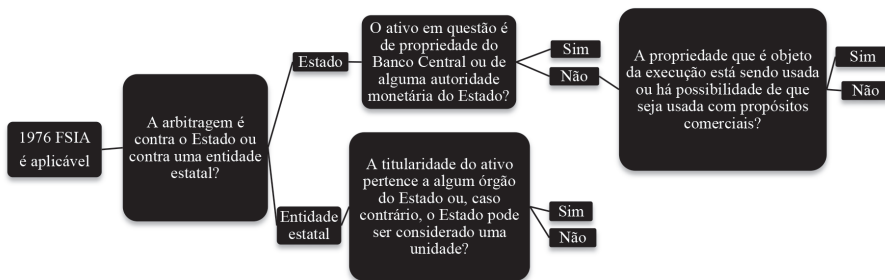 1976 FSIA
é aplicável
A arbitragem é
contra o Estado ou
contra uma entidade
estatal?
Estado
O ativo em questão é
de propriedade do
Banco Central ou de
alguma autoridade
monetária do Estado?
Sim
Não
A propriedade que é objeto
da execução está sendo usada
ou há possibilidade de que
seja usada com propósitos
comerciais?
Sim
Não
Entidade
estatal
A titularidade do ativo
pertence a algum órgão
do Estado ou, caso
contrário, o Estado pode
ser considerado uma
unidade?
Sim
Não